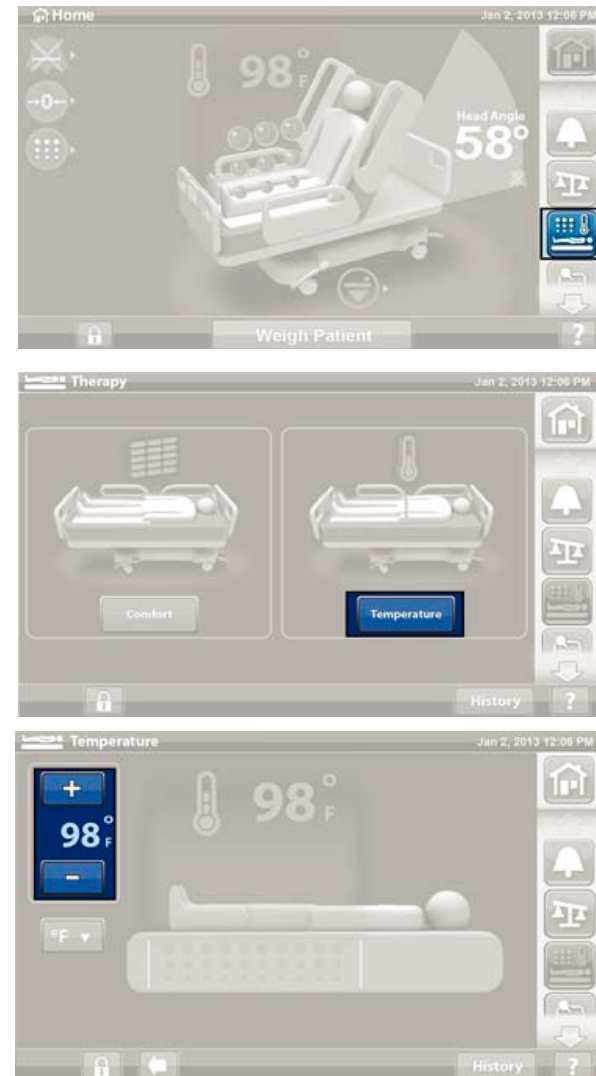 Home Jan 2, 2013 12:06 PM
98°F
→0←
Head Angle
58°
Weigh Patient ?
Therapy Jan 2, 2013 12:06 PM
Comfort Temperature
History ?
Temperature Jan 2, 2013 12:06 PM
+
98°F 98°F
−
°F ▼
History ?